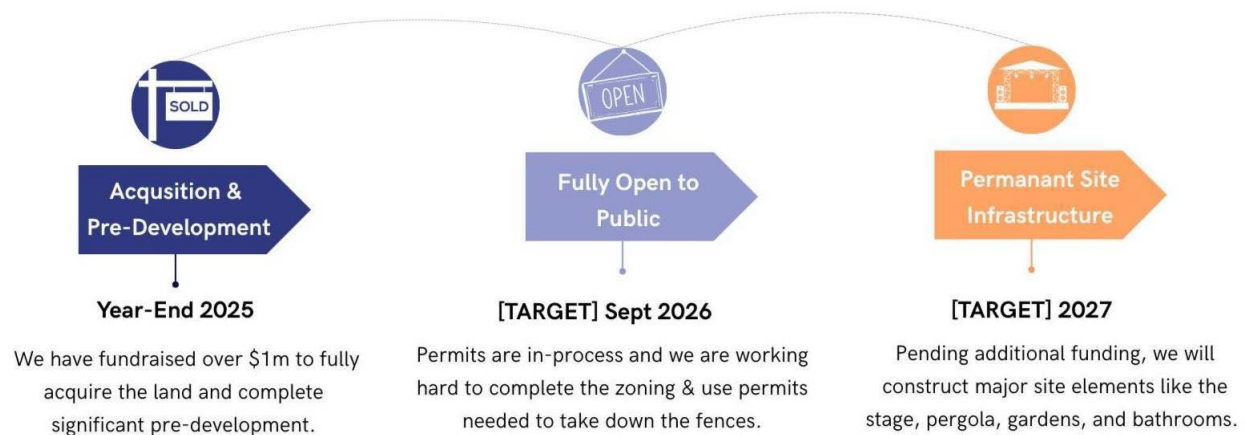 SOLD
Acqusition &
Pre-Development
Year-End 2025
We have fundraised over $1m to fully
acquire the land and complete
significant pre-development.
OPEN
Fully Open to
Public
[TARGET] Sept 2026
Permits are in-process and we are working
hard to complete the zoning & use permits
needed to take down the fences.
Permanant Site
Infrastructure
[TARGET] 2027
Pending additional funding, we will
construct major site elements like the
stage, pergola, gardens, and bathrooms.